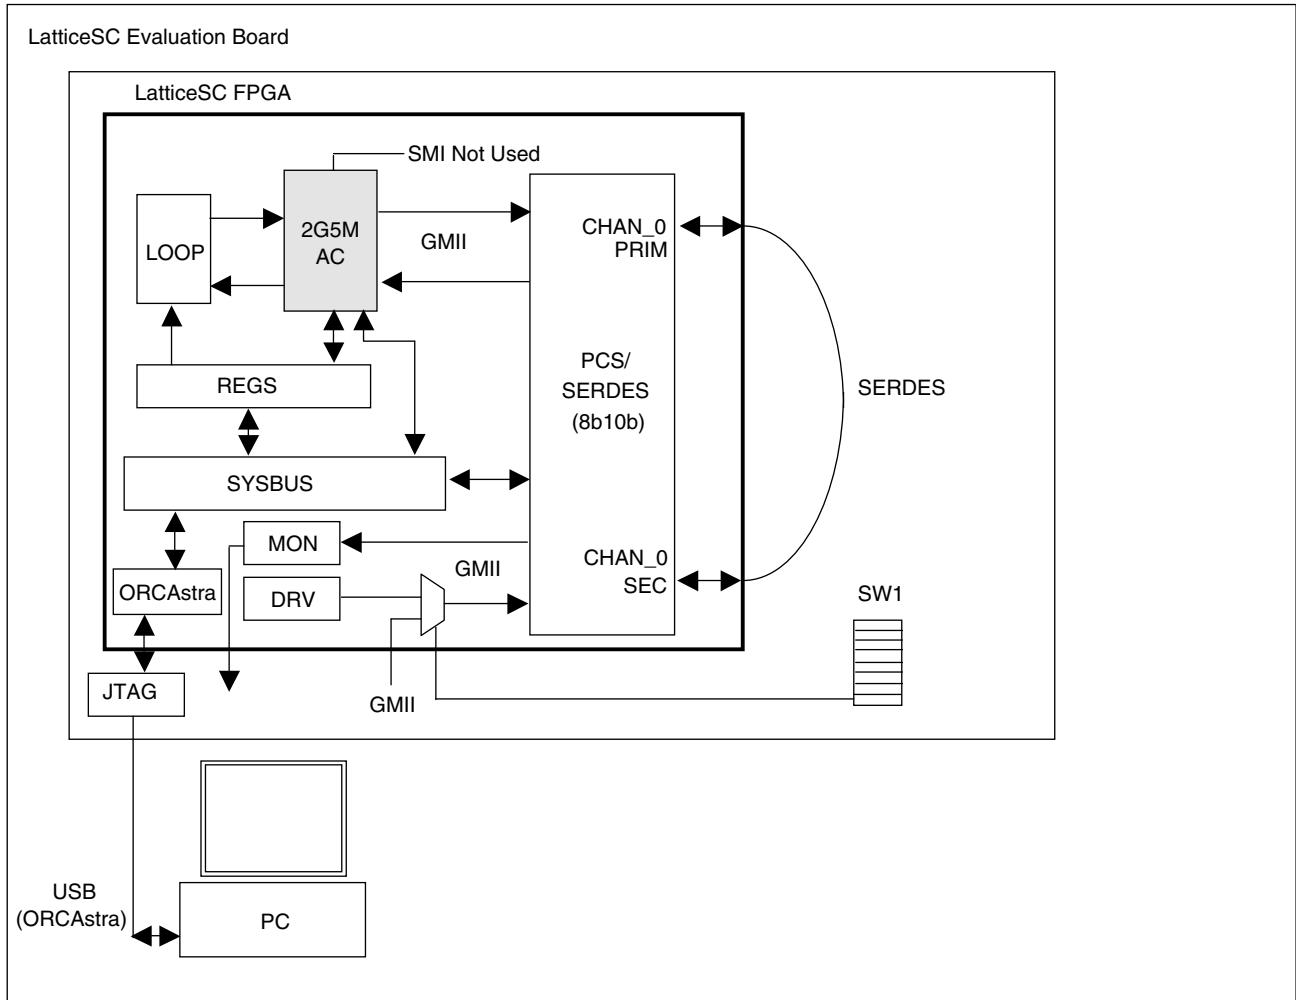 LatticeSC Evaluation Board
LatticeSC FPGA
SMI Not Used
LOOP
2G5M
AC
GMII
CHAN_0
PRIM
REGS
PCS/
SERDES
(8b10b)
SERDES
SYSBUS
MON
GMII
CHAN_0
SEC
ORCAstra
DRV
SW1
JTAG
GMII
USB
(ORCAstra)
PC